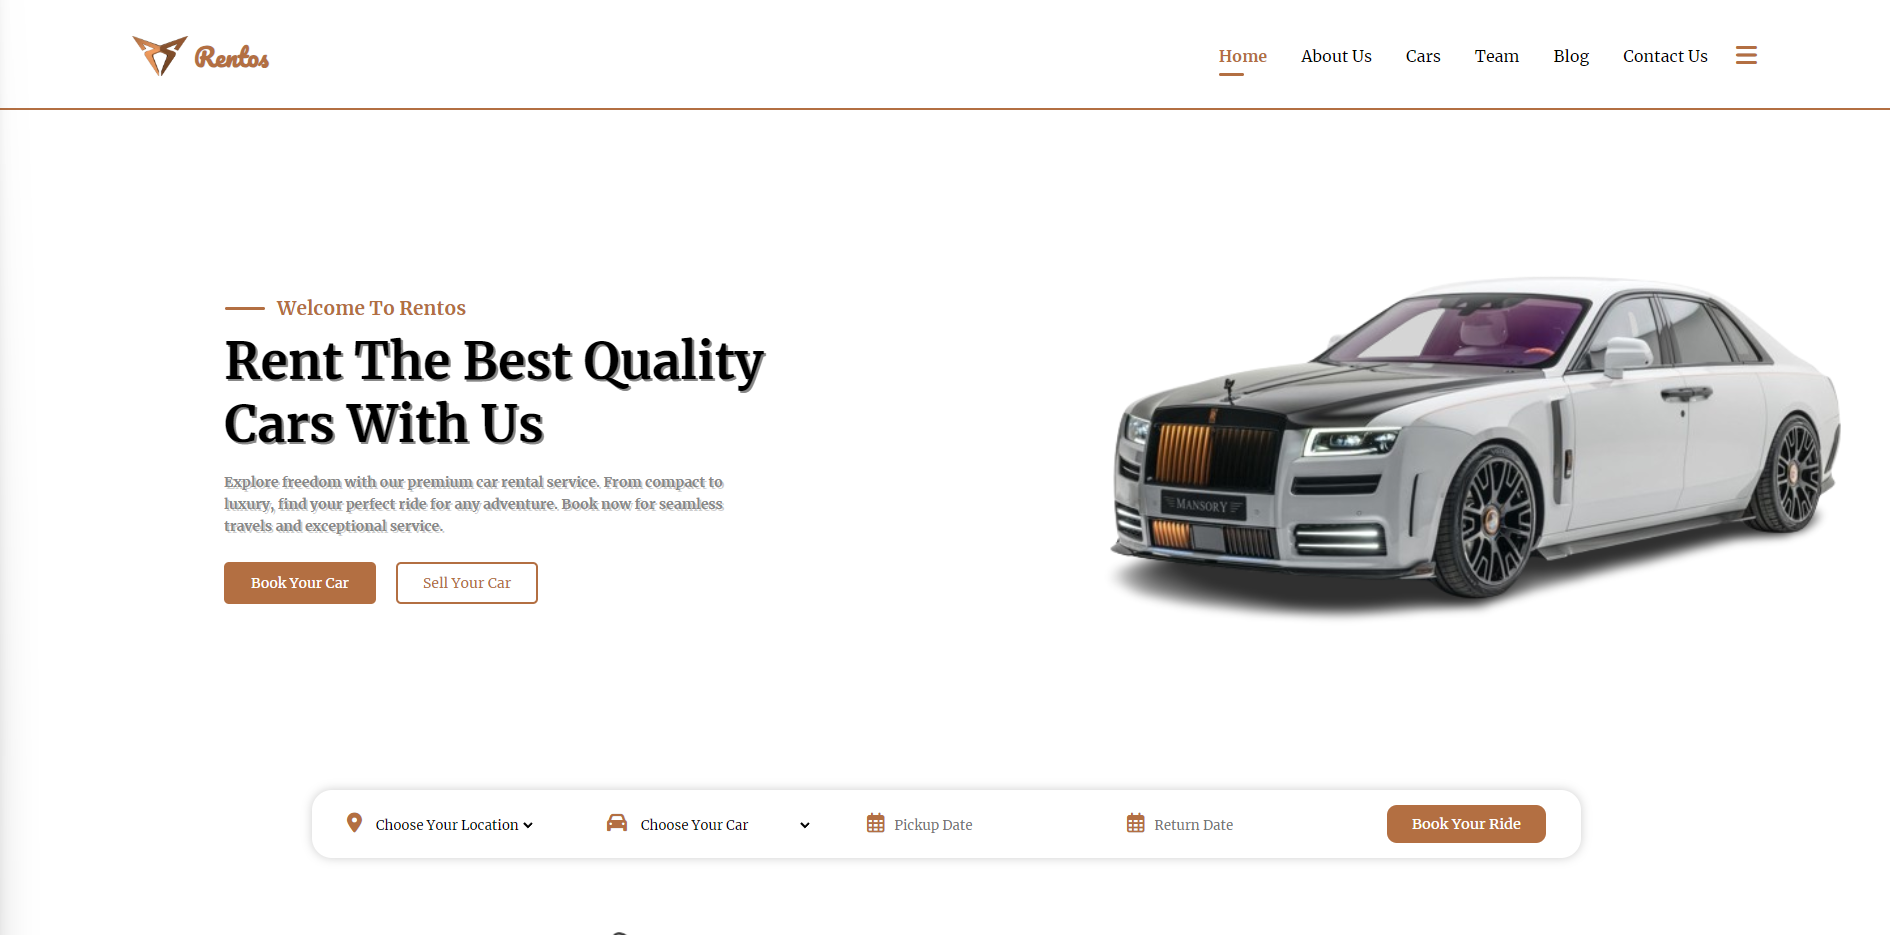 Rentos
Home About Us Cars Team Blog Contact Us
Welcome To Rentos
Rent The Best Quality
Cars With Us
Explore freedom with our premium car rental service. From compact to
luxury, find your perfect ride for any adventure. Book now for seamless
travels and exceptional service.
Book Your Car Sell Your Car
MANSORY
Choose Your Location Choose Your Car Pickup Date Return Date Book Your Ride